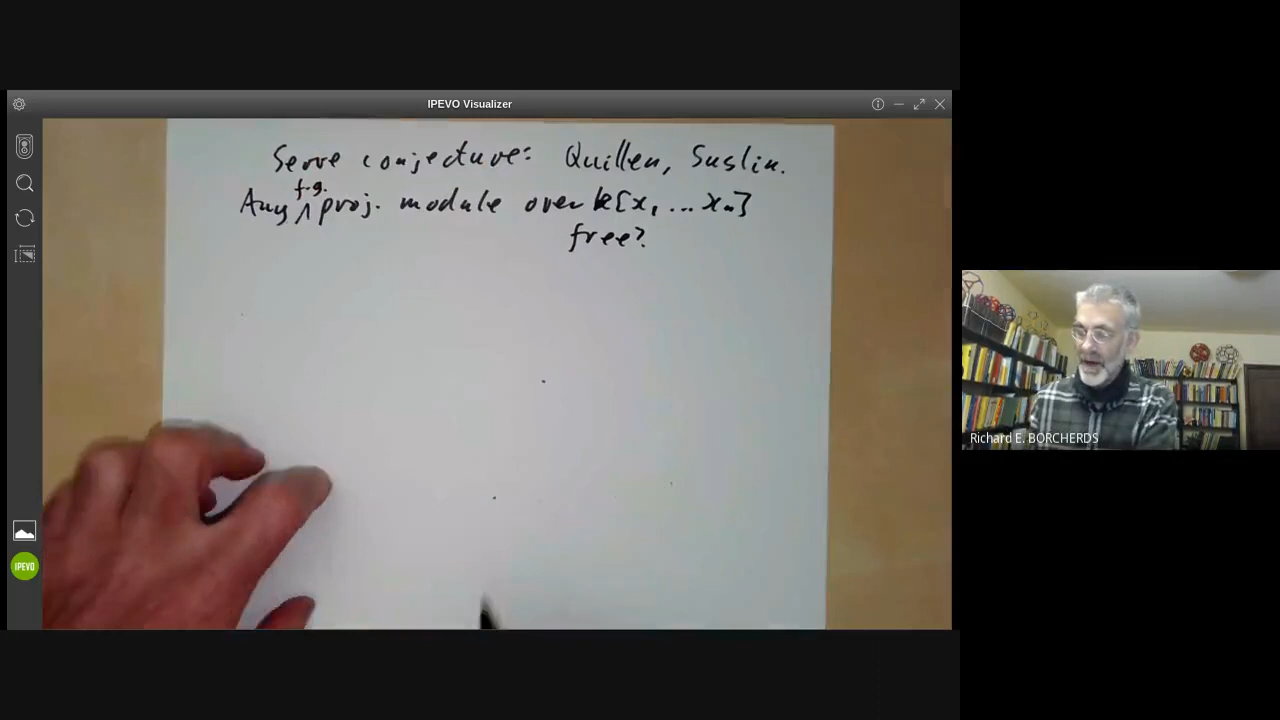 IPEVO Visualizer
Serre conjecture: Quillen, Suslin.
Any f.g. proj. module over k[x, ... xn]
free?
Richard E. BORCHERDS
IPEVO